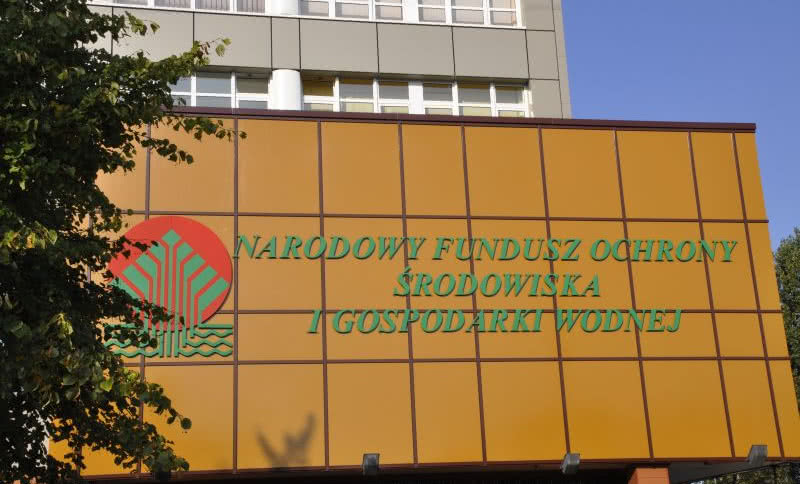 NARODOWY FUNDUSZ OCHRONY
ŚRODOWISKA
I GOSPODARKI WODNEJ